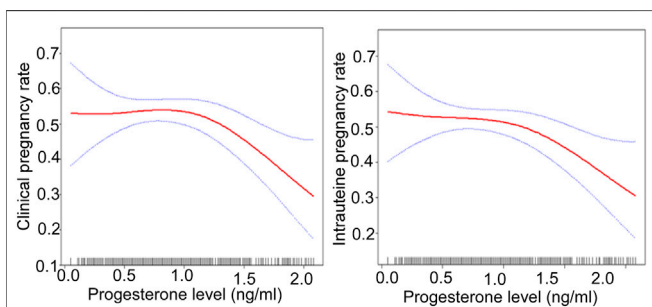 Clinical pregnancy rate
0.7
0.6
0.5
0.4
0.3
0.2
0.1
0.0 0.5 1.0 1.5 2.0
Progesterone level (ng/ml)
Intrauteine pregnancy rate
0.7
0.6
0.5
0.4
0.3
0.2
0.0 0.5 1.0 1.5 2.0
Progesterone level (ng/ml)